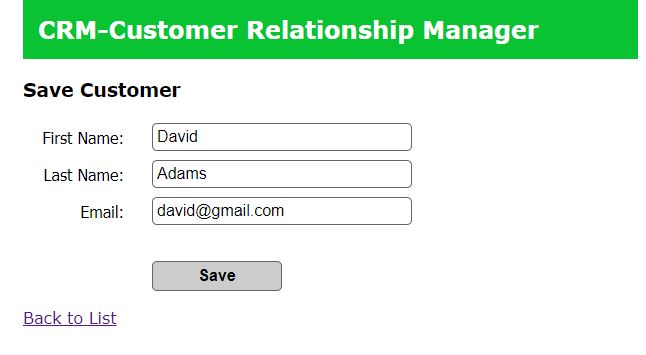 CRM-Customer Relationship Manager
Save Customer
First Name: David
Last Name: Adams
Email: david@gmail.com
Save
Back to List